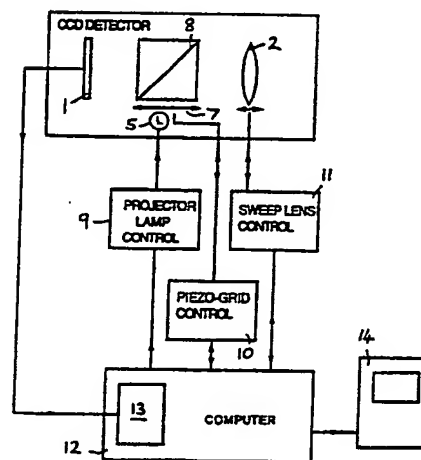 CCD DETECTOR
8
2
1
5
L
7
11
9
PROJECTOR
LAMP
CONTROL
SWEEP LENS
CONTROL
PIEZO-GRID
CONTROL
10
14
13
COMPUTER
12